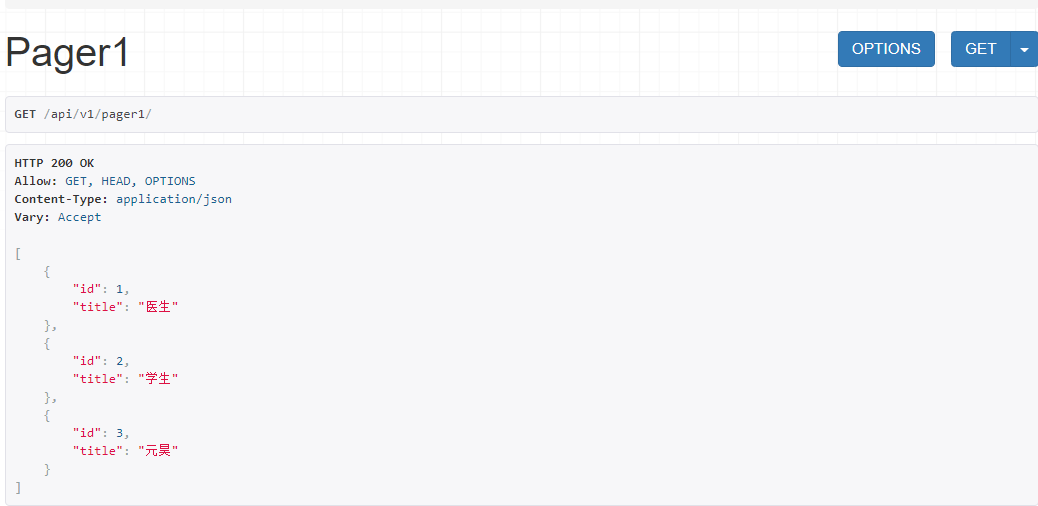 Pager1
OPTIONS
GET
GET /api/v1/pager1/
HTTP 200 OK
Allow: GET, HEAD, OPTIONS
Content-Type: application/json
Vary: Accept
[
    {
        "id": 1,
        "title": "医生"
    },
    {
        "id": 2,
        "title": "学生"
    },
    {
        "id": 3,
        "title": "元昊"
    }
]